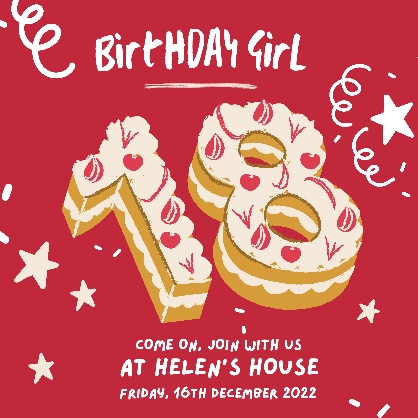 BirtHDAY GirL
18
COME ON, JOIN WITH US
AT HELEN'S HOUSE
FRIDAY, 16TH DECEMBER 2022